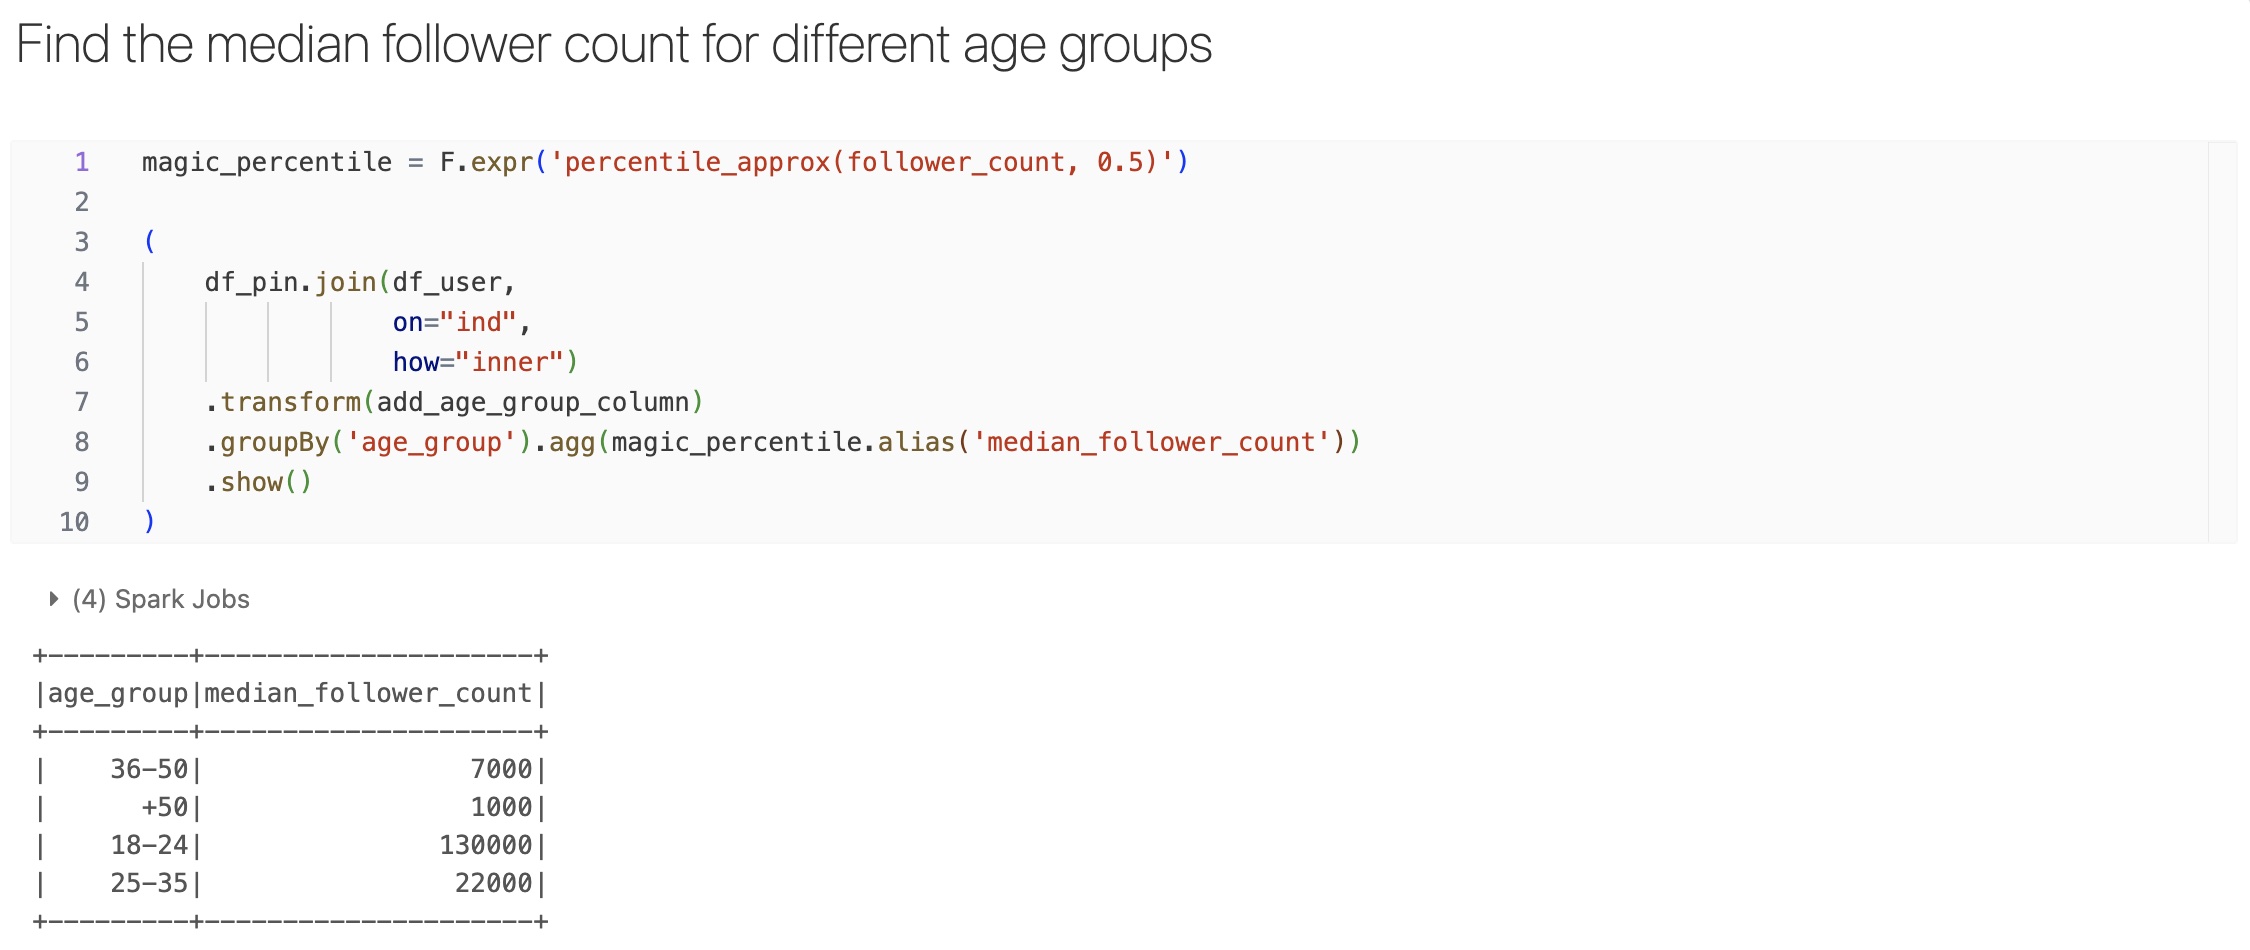 Find the median follower count for different age groups
1 magic_percentile = F.expr('percentile_approx(follower_count, 0.5)')
2
3 (
4     df_pin.join(df_user,
5                 on="ind",
6                 how="inner")
7     .transform(add_age_group_column)
8     .groupBy('age_group').agg(magic_percentile.alias('median_follower_count'))
9     .show()
10 )
(4) Spark Jobs
+---------+---------------------+
|age_group|median_follower_count|
+---------+---------------------+
|    36-50|                 7000|
|      +50|                 1000|
|    18-24|               130000|
|    25-35|                22000|
+---------+---------------------+